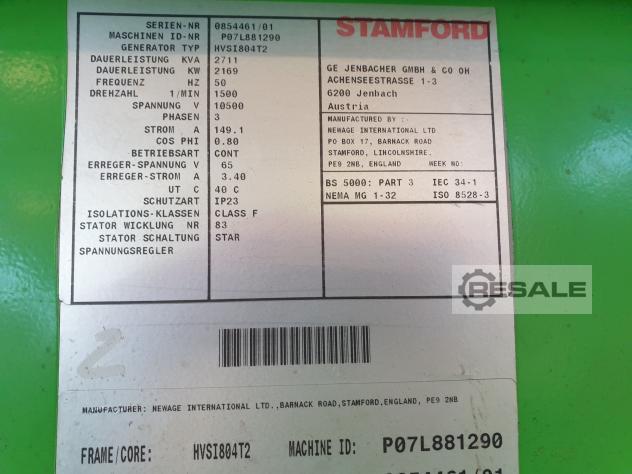 SERIEN-NR 0854461/01
MASCHINEN ID-NR P07L881290
GENERATOR TYP HVSI804T2
DAUERLEISTUNG KVA 2711
DAUERLEISTUNG KW 2169
FREQUENZ HZ 50
DREHZAHL 1/MIN 1500
SPANNUNG V 10500
PHASEN 3
STROM A 149.1
COS PHI 0.80
BETRIEBSART CONT
ERREGER-SPANNUNG V 65
ERREGER-STROM A 3.40
UT C 40 C
SCHUTZART IP23
ISOLATIONS-KLASSEN CLASS F
STATOR WICKLUNG NR 83
STATOR SCHALTUNG STAR
SPANNUNGSREGLER
STAMFORD
GE JENBACHER GMBH & CO OH
ACHENSEESTRASSE 1-3
6200 Jenbach
Austria
MANUFACTURED BY :-
NEWAGE INTERNATIONAL LTD
PO BOX 17, BARNACK ROAD
STAMFORD, LINCOLNSHIRE.
PE9 2NB, ENGLAND WEEK NO:
BS 5000: PART 3 IEC 34-1
NEMA MG 1-32 ISO 8528-3
RESALE
2
MANUFACTURER: NEWAGE INTERNATIONAL LTD.,BARNACK ROAD,STAMFORD,ENGLAND, PE9 2NB
FRAME/CORE: HVSI804T2 MACHINE ID: P07L881290
0854461/01